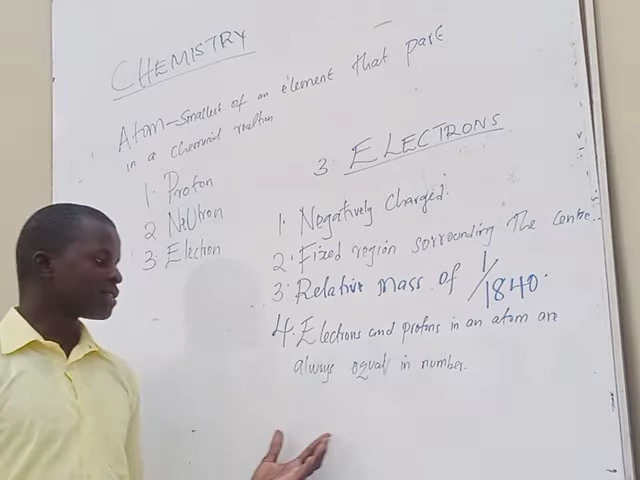 CHEMISTRY
Atom - smallest of an element that part
in a chemical reaction
1. Proton
2 Neutron
3. Election
3. ELECTRONS
1. Negatively Charged.
2. Fixed region sorrounding The Centre.
3. Relative Mass of 1/1840.
4. Electrons and protons in an atom are
always equal in number.